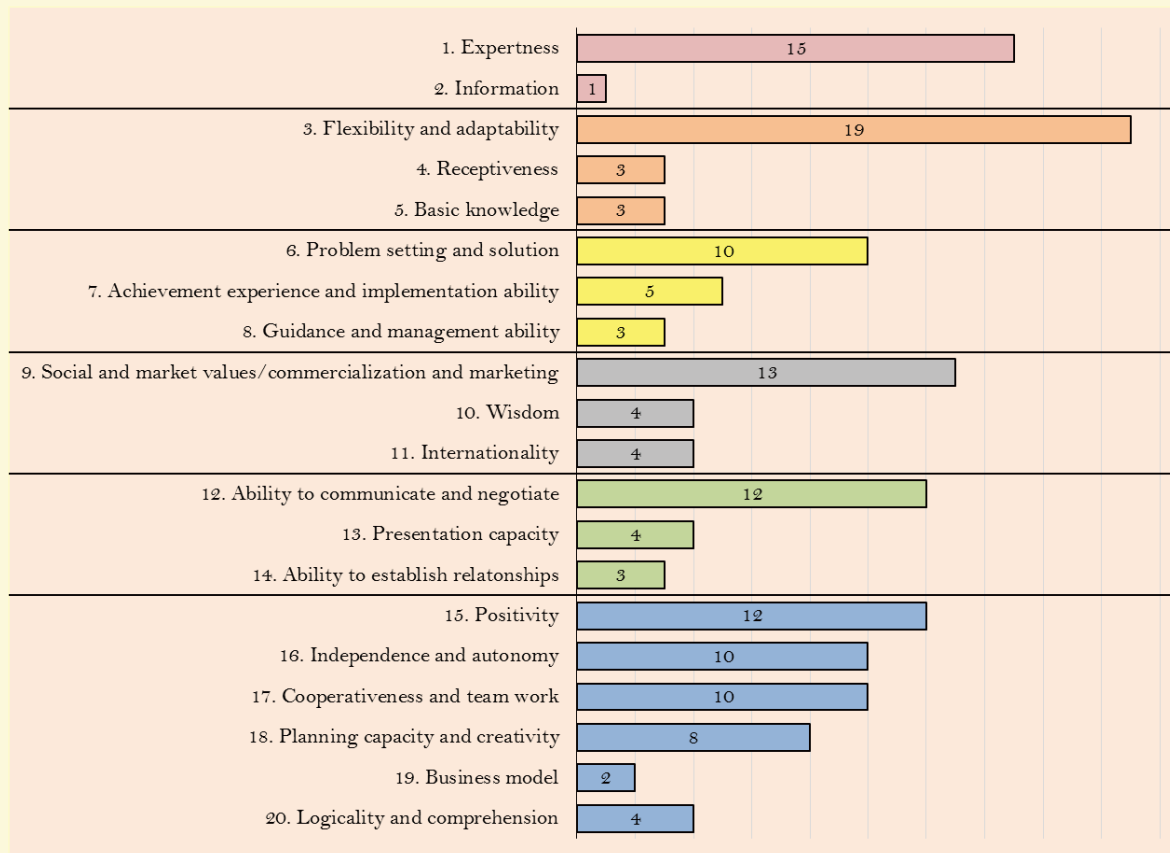 1. Expertness 15
2. Information 1
3. Flexibility and adaptability 19
4. Receptiveness 3
5. Basic knowledge 3
6. Problem setting and solution 10
7. Achievement experience and implementation ability 5
8. Guidance and management ability 3
9. Social and market values/commercialization and marketing 13
10. Wisdom 4
11. Internationality 4
12. Ability to communicate and negotiate 12
13. Presentation capacity 4
14. Ability to establish relatonships 3
15. Positivity 12
16. Independence and autonomy 10
17. Cooperativeness and team work 10
18. Planning capacity and creativity 8
19. Business model 2
20. Logicality and comprehension 4